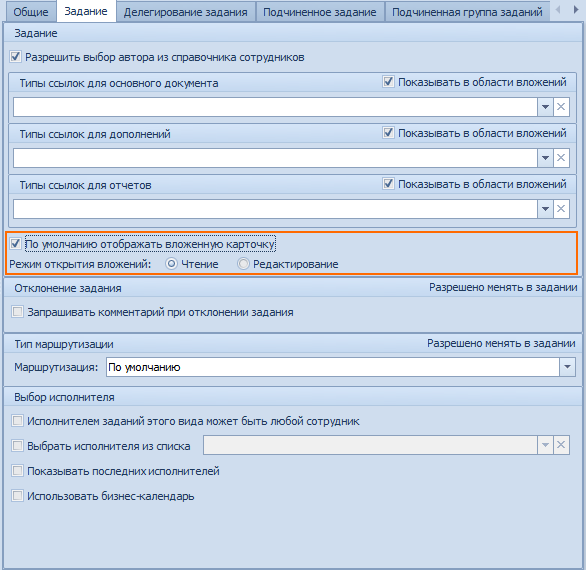 Общие Задание Делегирование задания Подчиненное задание Подчиненная группа заданий
Задание
Разрешить выбор автора из справочника сотрудников
Типы ссылок для основного документа Показывать в области вложений
Типы ссылок для дополнений Показывать в области вложений
Типы ссылок для отчетов Показывать в области вложений
По умолчанию отображать вложенную карточку
Режим открытия вложений: Чтение Редактирование
Отклонение задания Разрешено менять в задании
Запрашивать комментарий при отклонении задания
Тип маршрутизации Разрешено менять в задании
Маршрутизация: По умолчанию
Выбор исполнителя
Исполнителем заданий этого вида может быть любой сотрудник
Выбрать исполнителя из списка
Показывать последних исполнителей
Использовать бизнес-календарь